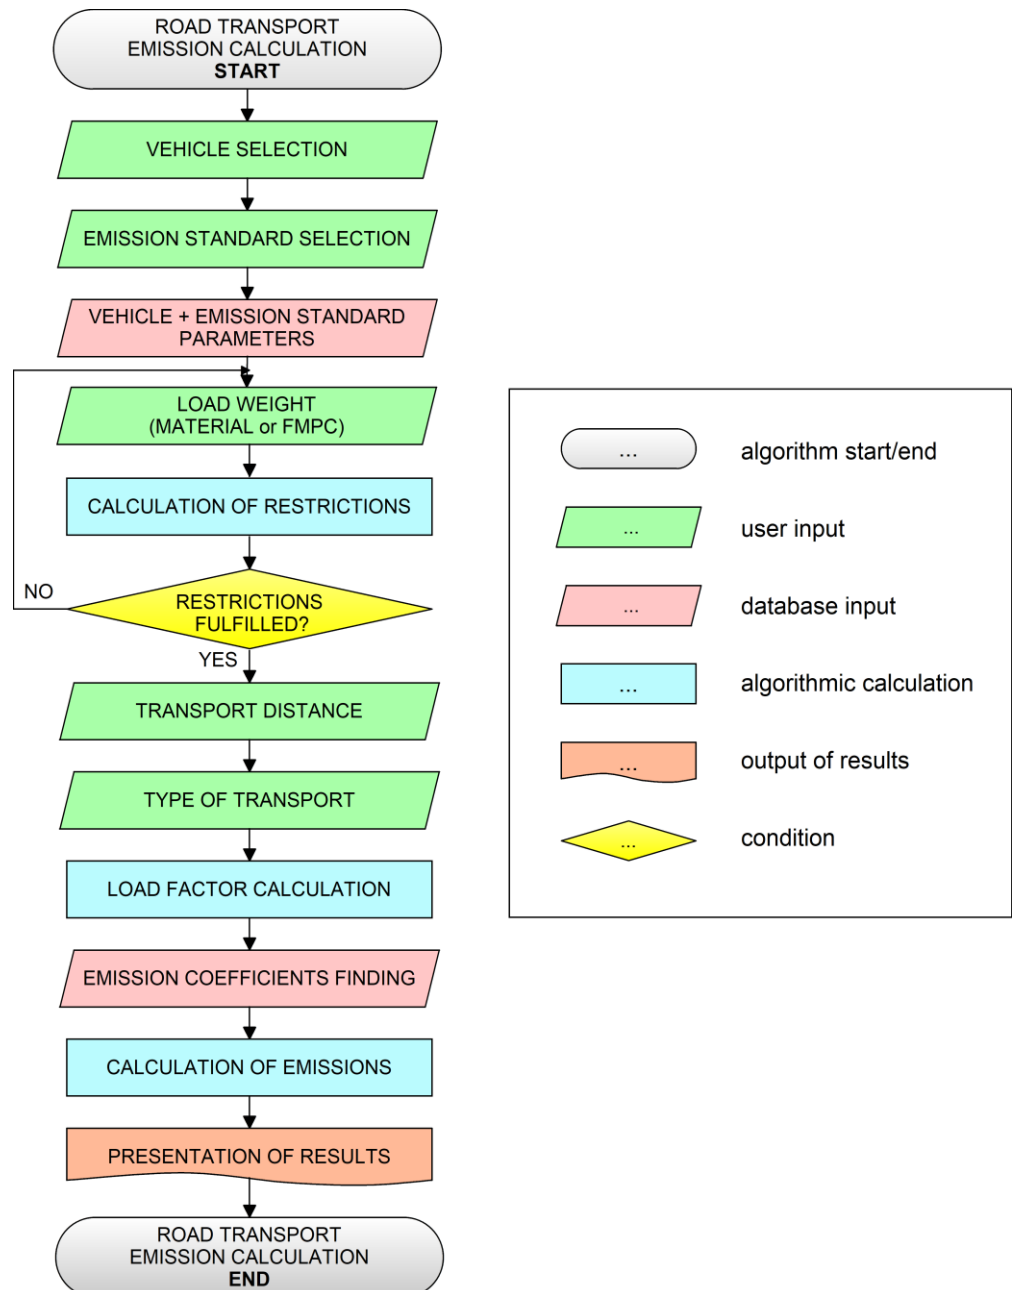 ROAD TRANSPORT
EMISSION CALCULATION
START
VEHICLE SELECTION
EMISSION STANDARD SELECTION
VEHICLE + EMISSION STANDARD
PARAMETERS
LOAD WEIGHT
(MATERIAL or FMPC)
CALCULATION OF RESTRICTIONS
NO
RESTRICTIONS
FULFILLED?
YES
TRANSPORT DISTANCE
TYPE OF TRANSPORT
LOAD FACTOR CALCULATION
EMISSION COEFFICIENTS FINDING
CALCULATION OF EMISSIONS
PRESENTATION OF RESULTS
ROAD TRANSPORT
EMISSION CALCULATION
END
... algorithm start/end
... user input
... database input
... algorithmic calculation
... output of results
... condition